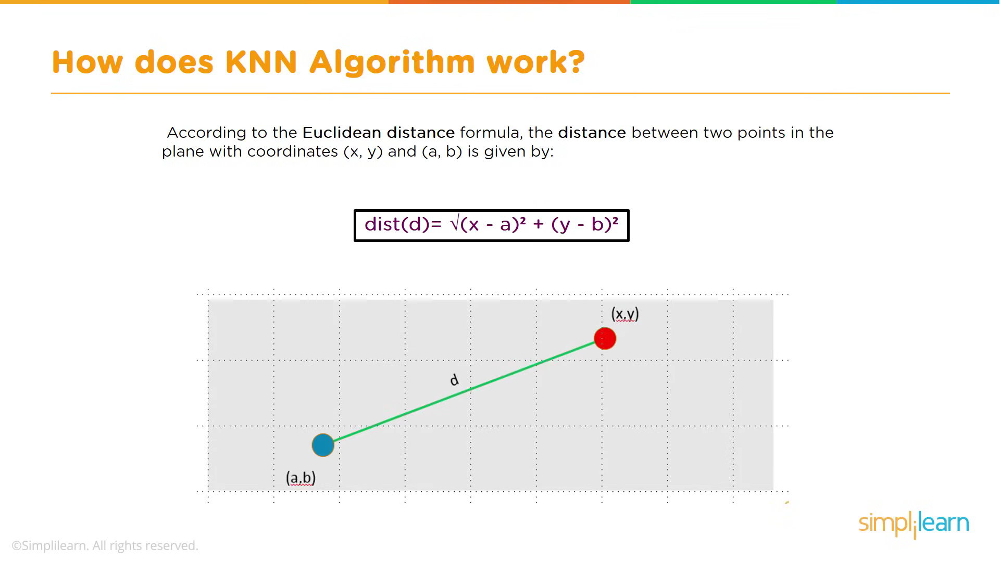 How does KNN Algorithm work?
According to the Euclidean distance formula, the distance between two points in the
plane with coordinates (x, y) and (a, b) is given by:
dist(d)= √(x - a)² + (y - b)²
(x,y)
d
(a,b)
simplilearn
©Simplilearn. All rights reserved.